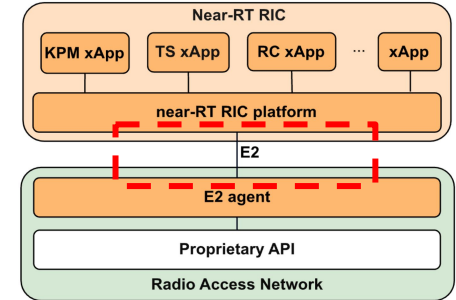 Near-RT RIC
KPM xApp TS xApp RC xApp ... xApp
near-RT RIC platform
E2
E2 agent
Proprietary API
Radio Access Network